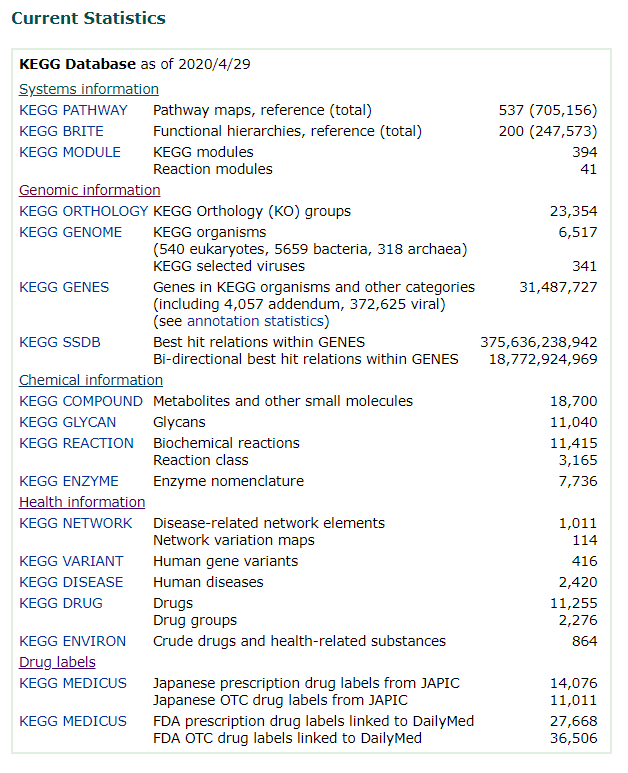 Current Statistics
KEGG Database as of 2020/4/29
Systems information
KEGG PATHWAY Pathway maps, reference (total) 537 (705,156)
KEGG BRITE Functional hierarchies, reference (total) 200 (247,573)
KEGG MODULE KEGG modules 394
Reaction modules 41
Genomic information
KEGG ORTHOLOGY KEGG Orthology (KO) groups 23,354
KEGG GENOME KEGG organisms 6,517
(540 eukaryotes, 5659 bacteria, 318 archaea)
KEGG selected viruses 341
KEGG GENES Genes in KEGG organisms and other categories 31,487,727
(including 4,057 addendum, 372,625 viral)
(see annotation statistics)
KEGG SSDB Best hit relations within GENES 375,636,238,942
Bi-directional best hit relations within GENES 18,772,924,969
Chemical information
KEGG COMPOUND Metabolites and other small molecules 18,700
KEGG GLYCAN Glycans 11,040
KEGG REACTION Biochemical reactions 11,415
Reaction class 3,165
KEGG ENZYME Enzyme nomenclature 7,736
Health information
KEGG NETWORK Disease-related network elements 1,011
Network variation maps 114
KEGG VARIANT Human gene variants 416
KEGG DISEASE Human diseases 2,420
KEGG DRUG Drugs 11,255
Drug groups 2,276
KEGG ENVIRON Crude drugs and health-related substances 864
Drug labels
KEGG MEDICUS Japanese prescription drug labels from JAPIC 14,076
Japanese OTC drug labels from JAPIC 11,011
KEGG MEDICUS FDA prescription drug labels linked to DailyMed 27,668
FDA OTC drug labels linked to DailyMed 36,506